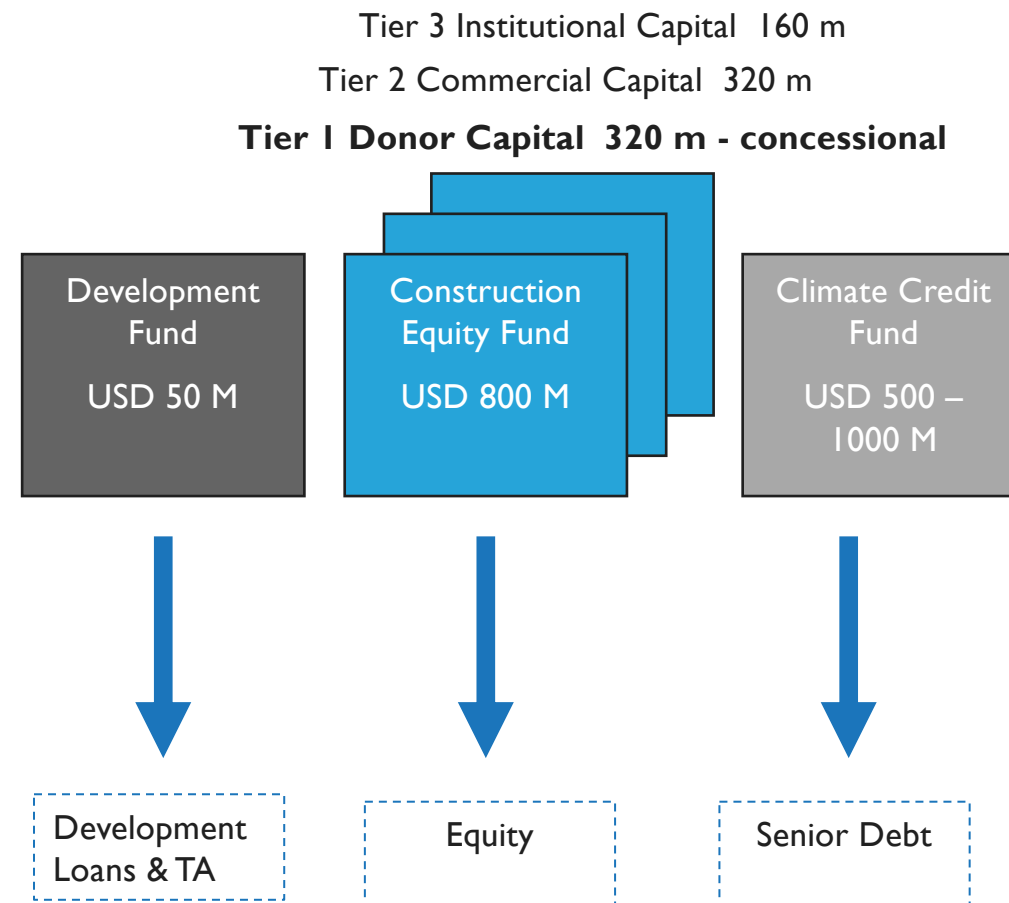 Tier 3 Institutional Capital 160 m
Tier 2 Commercial Capital 320 m
Tier 1 Donor Capital 320 m - concessional
Development
Fund
USD 50 M
Construction
Equity Fund
USD 800 M
Climate Credit
Fund
USD 500 –
1000 M
Development
Loans & TA
Equity
Senior Debt